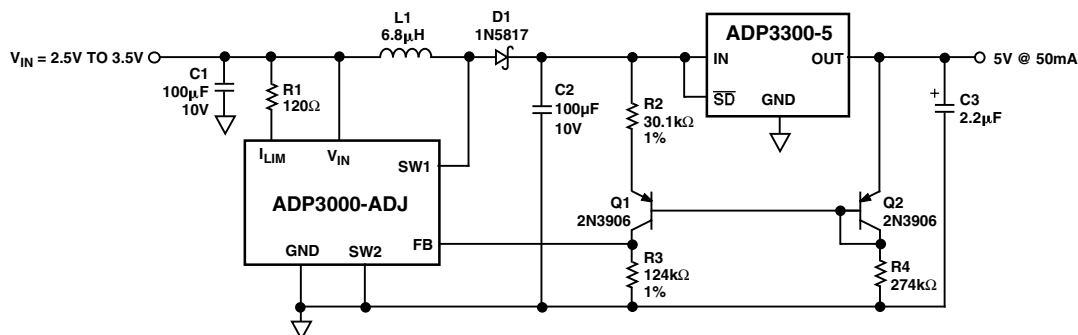 V_IN = 2.5V TO 3.5V
C1
100µF
10V
R1
120Ω
L1
6.8µH
D1
1N5817
C2
100µF
10V
R2
30.1kΩ
1%
ADP3300-5
IN
OUT
SD
GND
5V @ 50mA
+
C3
2.2µF
I_LIM
V_IN
SW1
ADP3000-ADJ
GND
SW2
FB
Q1
2N3906
Q2
2N3906
R3
124kΩ
1%
R4
274kΩ